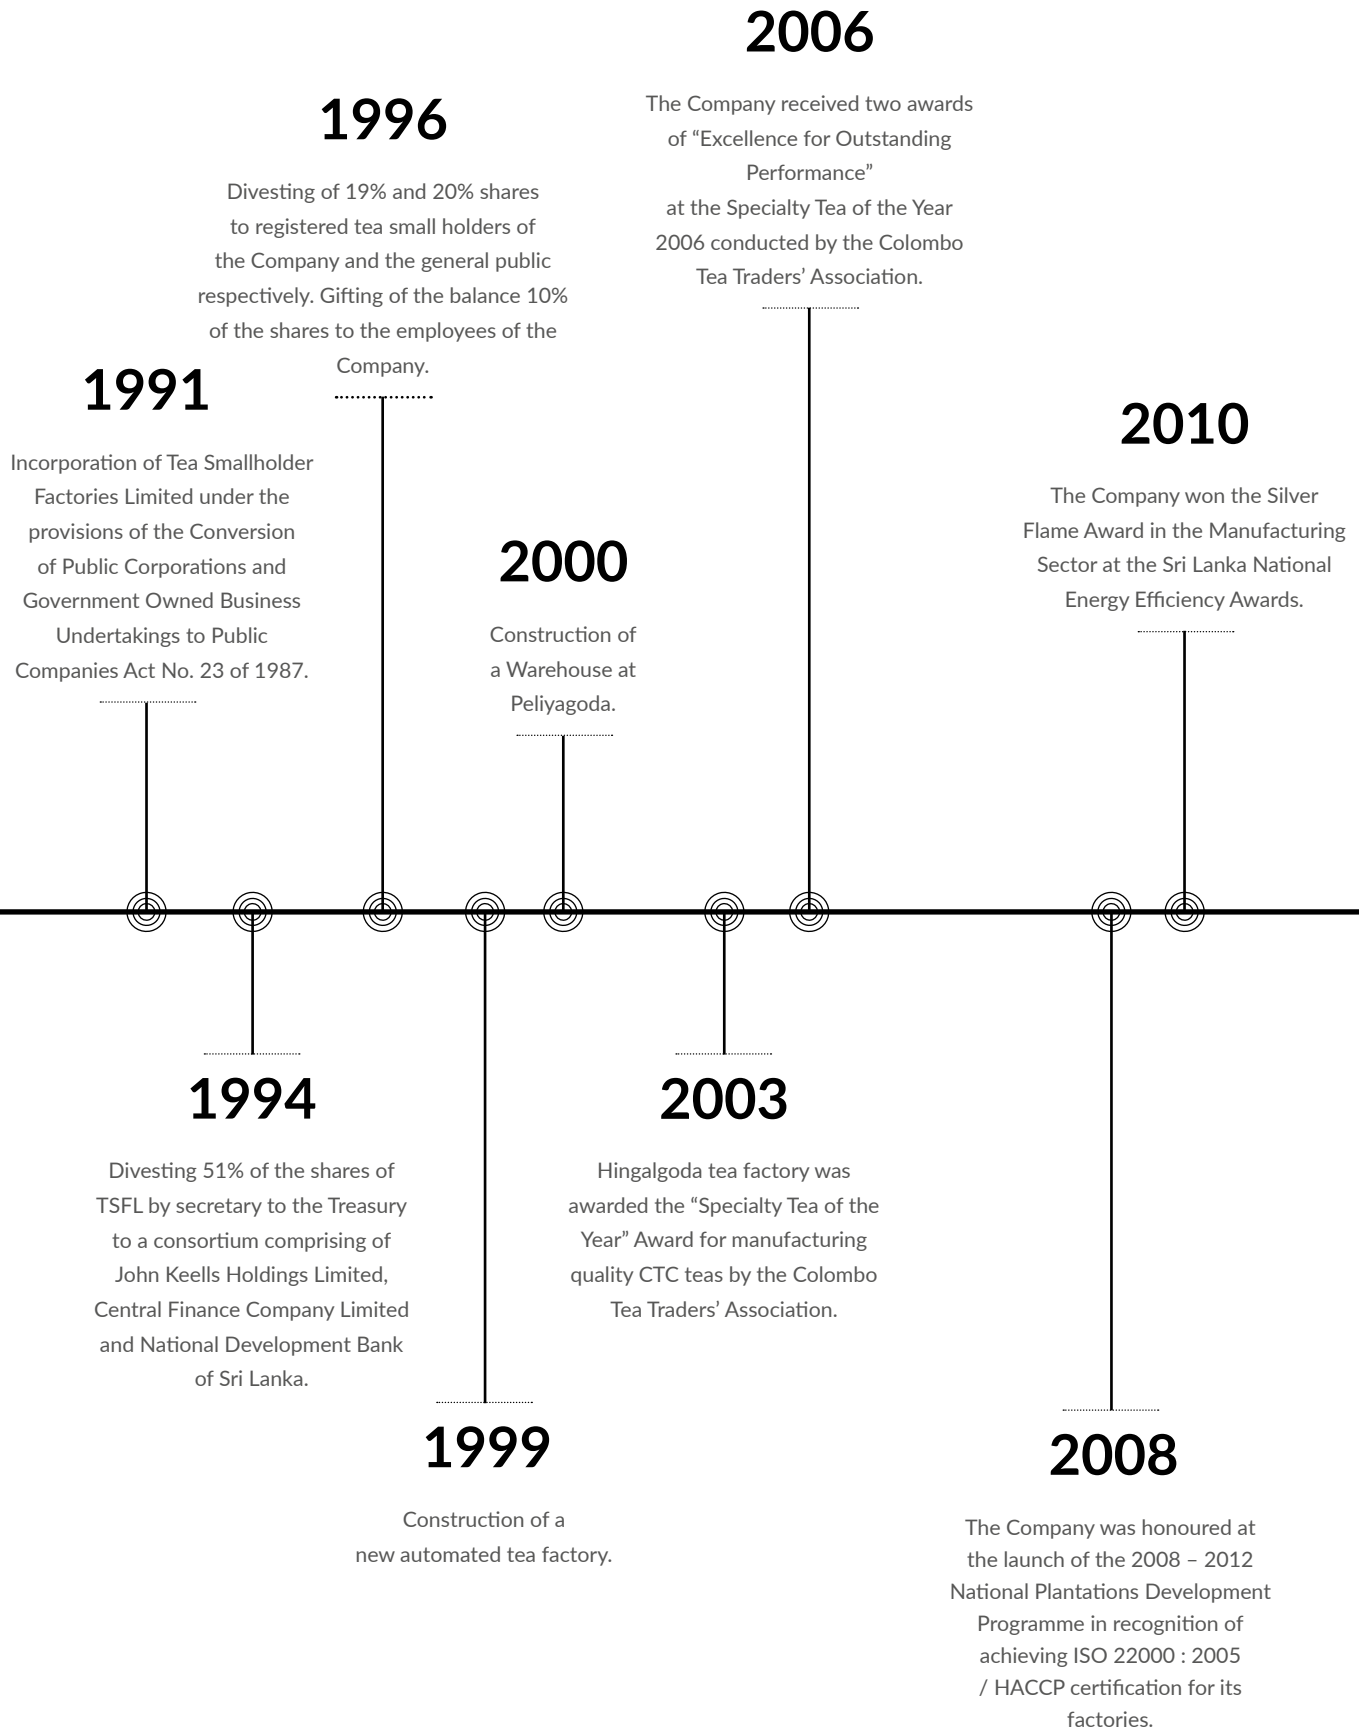 2006
The Company received two awards
of “Excellence for Outstanding
Performance”
at the Specialty Tea of the Year
2006 conducted by the Colombo
Tea Traders’ Association.
1996
Divesting of 19% and 20% shares
to registered tea small holders of
the Company and the general public
respectively. Gifting of the balance 10%
of the shares to the employees of the
Company.
1991
Incorporation of Tea Smallholder
Factories Limited under the
provisions of the Conversion
of Public Corporations and
Government Owned Business
Undertakings to Public
Companies Act No. 23 of 1987.
2000
Construction of
a Warehouse at
Peliyagoda.
2010
The Company won the Silver
Flame Award in the Manufacturing
Sector at the Sri Lanka National
Energy Efficiency Awards.
1994
Divesting 51% of the shares of
TSFL by secretary to the Treasury
to a consortium comprising of
John Keells Holdings Limited,
Central Finance Company Limited
and National Development Bank
of Sri Lanka.
2003
Hingalgoda tea factory was
awarded the “Specialty Tea of the
Year” Award for manufacturing
quality CTC teas by the Colombo
Tea Traders’ Association.
1999
Construction of a
new automated tea factory.
2008
The Company was honoured at
the launch of the 2008 – 2012
National Plantations Development
Programme in recognition of
achieving ISO 22000 : 2005
/ HACCP certification for its
factories.